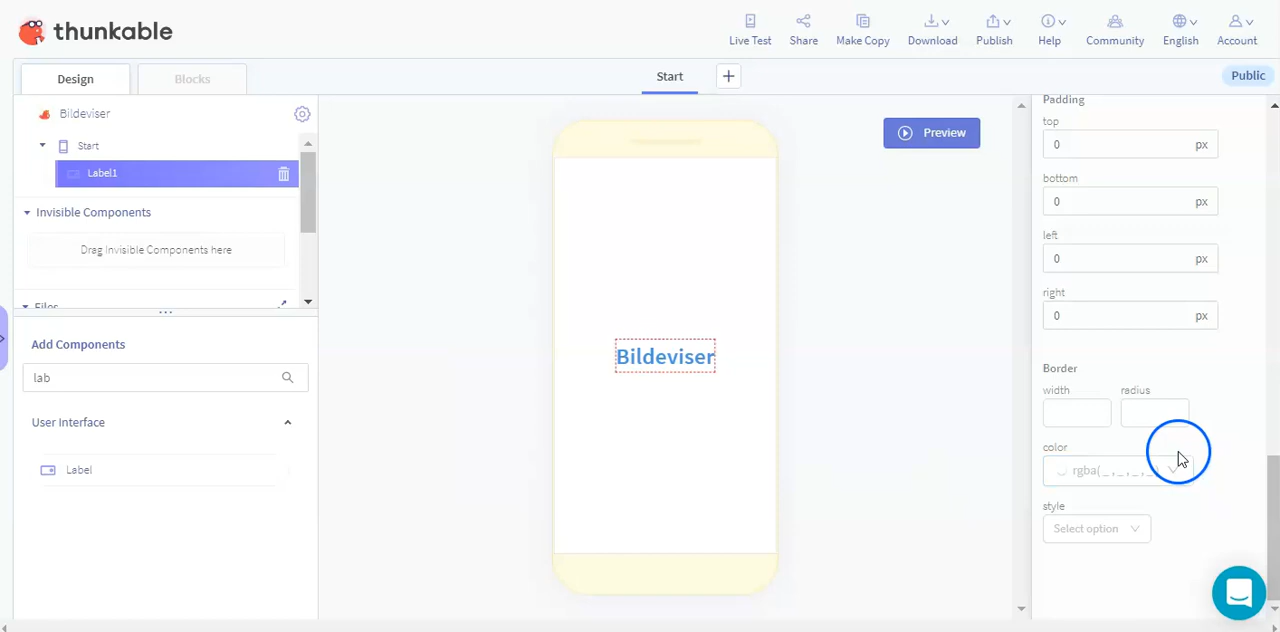 thunkable
Live Test
Share
Make Copy
Download
Publish
Help
Community
English
Account
Design
Blocks
Start
Public
Bildeviser
Start
Label1
Invisible Components
Drag Invisible Components here
Files
Add Components
lab
User Interface
Label
Preview
Bildeviser
Padding
top
0 px
bottom
0 px
left
0 px
right
0 px
Border
width radius
color
rgba(_,_,_,_)
style
Select option